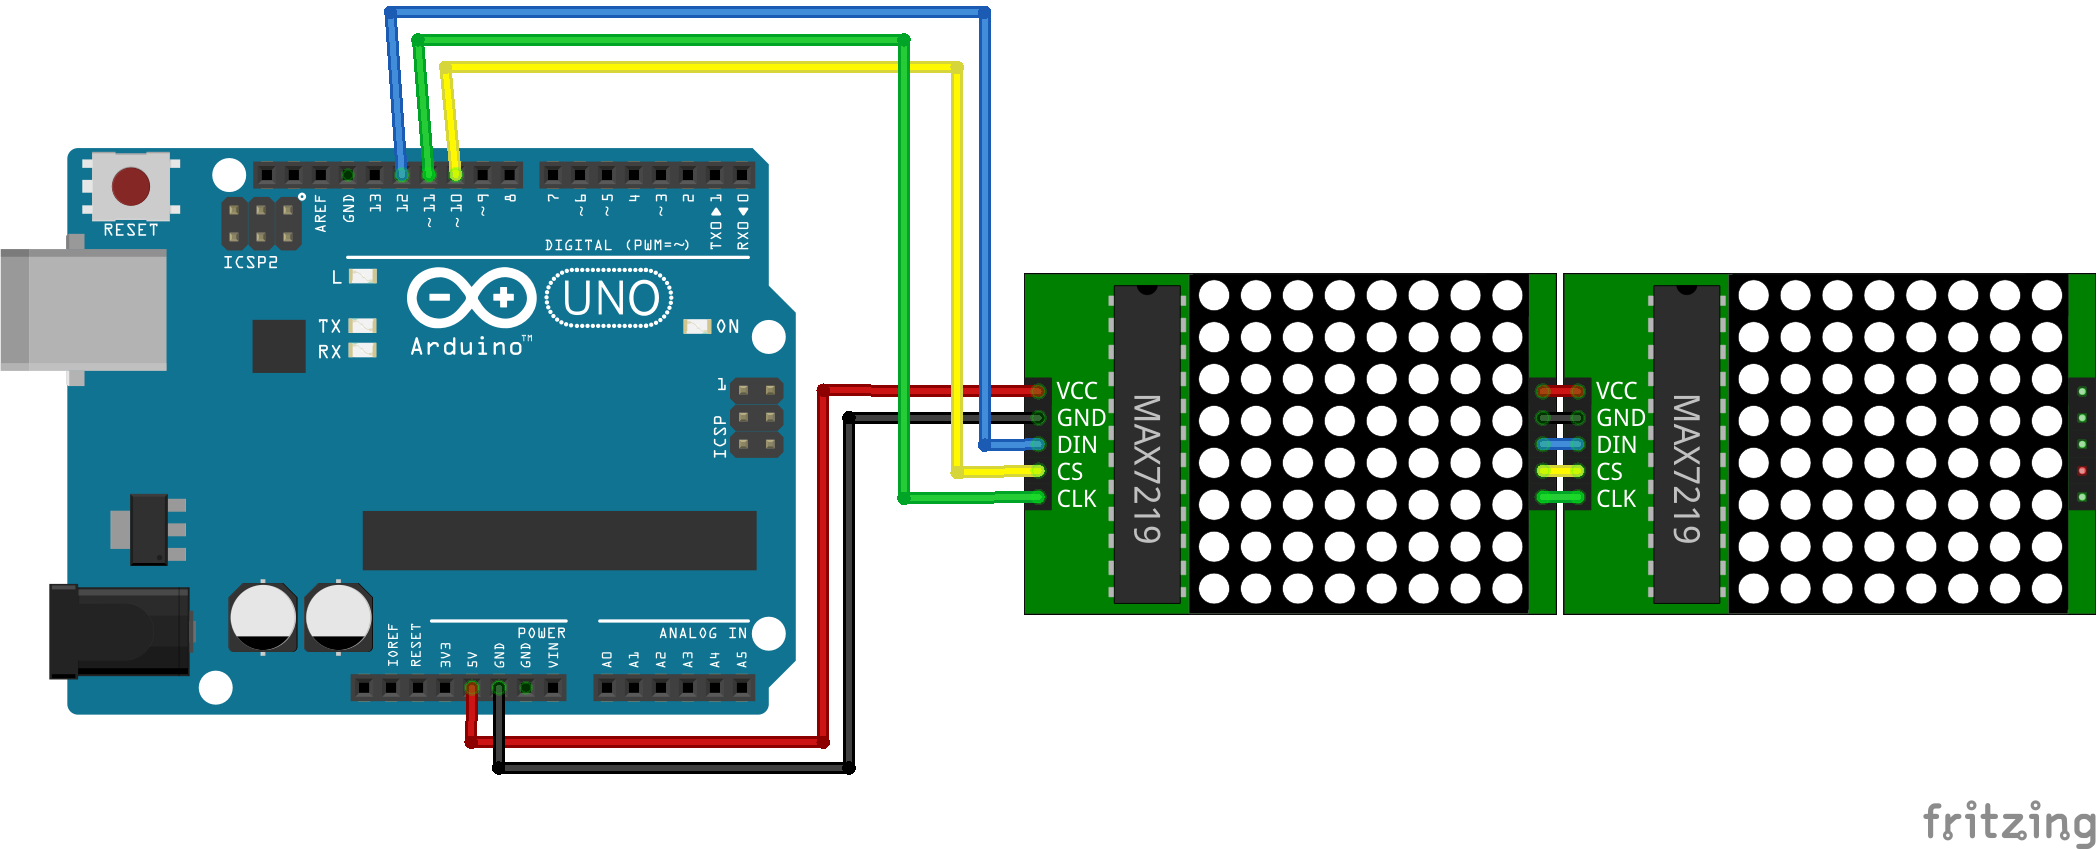 RESET
ICSP2
AREF
GND
13
12
~11
~10
~9
8
7
~6
~5
4
~3
2
TX0▶1
RX0◀0
DIGITAL (PWM=~)
L
TX
RX
UNO
ON
Arduino™
1
ICSP
IOREF
RESET
3V3
5V
GND
GND
VIN
POWER
ANALOG IN
A0
A1
A2
A3
A4
A5
VCC
GND
DIN
CS
CLK
MAX7219
VCC
GND
DIN
CS
CLK
MAX7219
fritzing